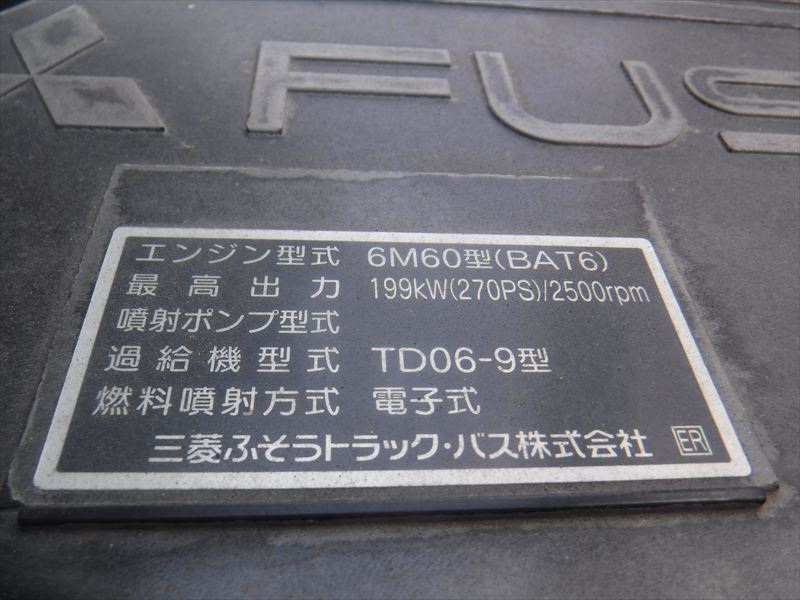 FUS
エンジン型式 6M60型(BAT6)
最高出力 199kW(270PS)/2500rpm
噴射ポンプ型式
過給機型式 TD06-9型
燃料噴射方式 電子式
三菱ふそうトラック・バス株式会社 ER